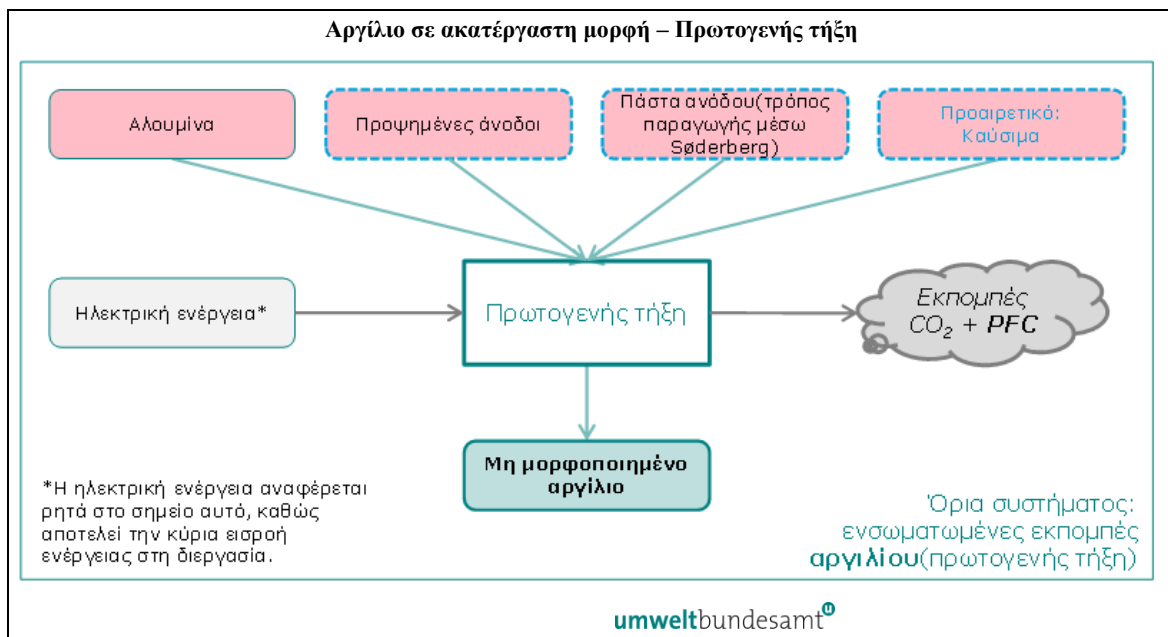 Αργίλιο σε ακατέργαστη μορφή – Πρωτογενής τήξη
Αλουμίνα
Προψημένες άνοδοι
Πάστα ανόδου(τρόπος
παραγωγής μέσω
Søderberg)
Προαιρετικό:
Καύσιμα
Ηλεκτρική ενέργεια*
Πρωτογενής τήξη
Εκπομπές
CO₂ + PFC
Μη μορφοποιημένο
αργίλιο
*Η ηλεκτρική ενέργεια αναφέρεται
ρητά στο σημείο αυτό, καθώς
αποτελεί την κύρια εισροή
ενέργειας στη διεργασία.
Όρια συστήματος:
ενσωματωμένες εκπομπές
αργιλίου(πρωτογενής τήξη)
umweltbundesamt u